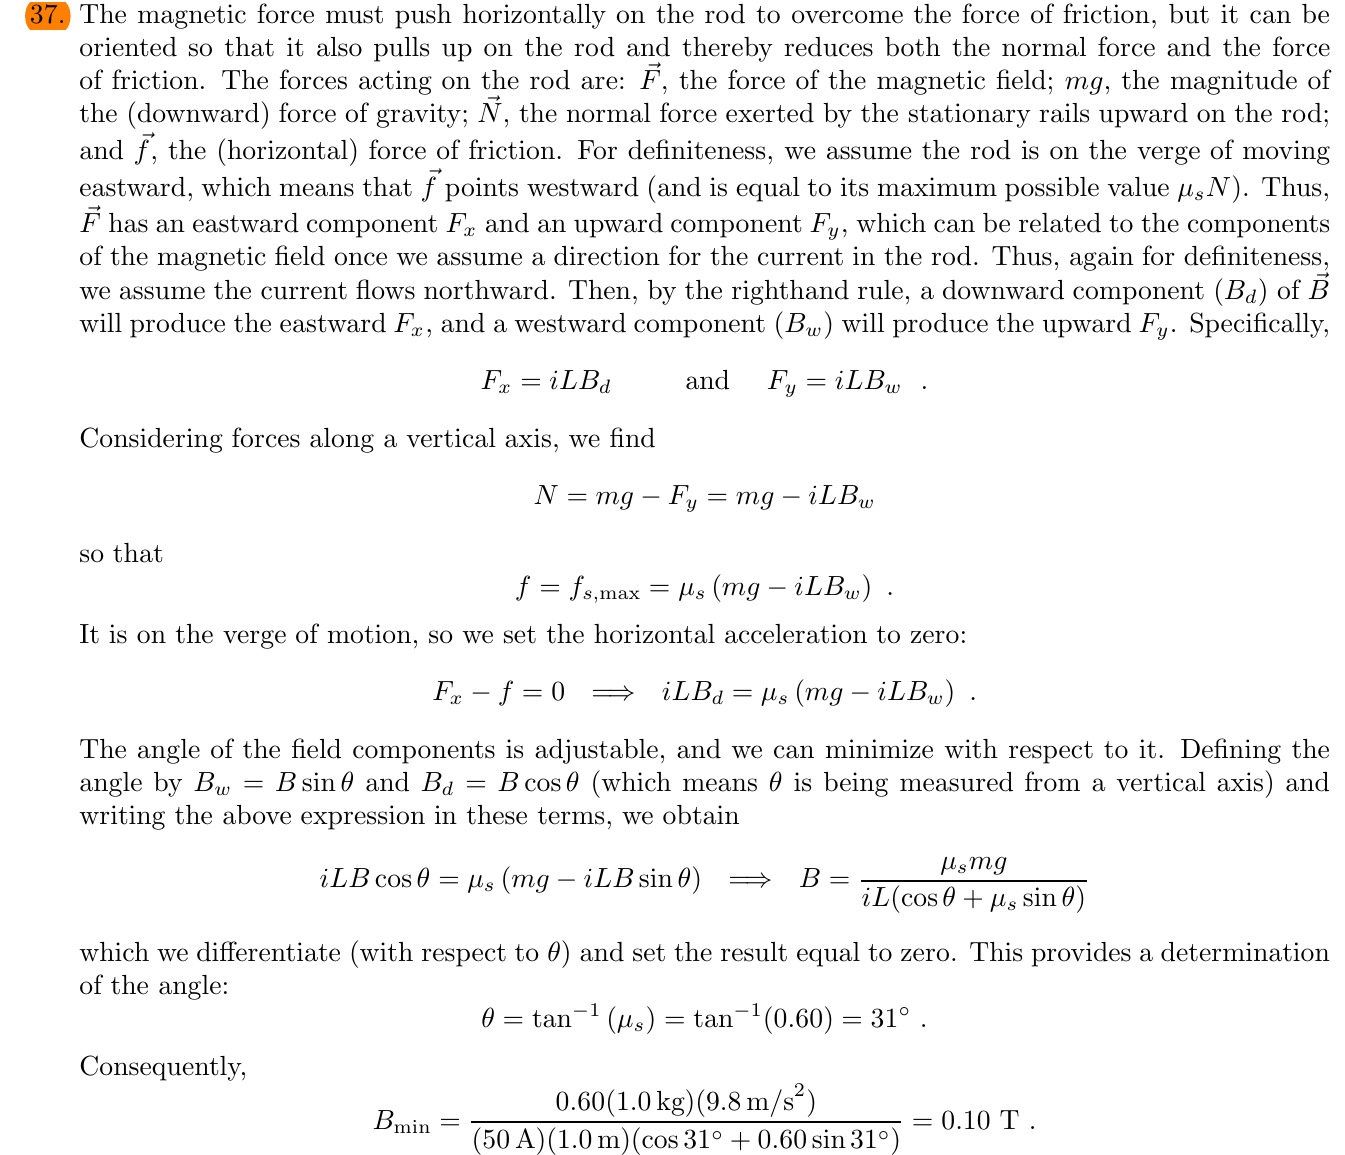 37. The magnetic force must push horizontally on the rod to overcome the force of friction, but it can be
oriented so that it also pulls up on the rod and thereby reduces both the normal force and the force
of friction. The forces acting on the rod are: $\vec{F}$, the force of the magnetic field; $mg$, the magnitude of
the (downward) force of gravity; $\vec{N}$, the normal force exerted by the stationary rails upward on the rod;
and $\vec{f}$, the (horizontal) force of friction. For definiteness, we assume the rod is on the verge of moving
eastward, which means that $\vec{f}$ points westward (and is equal to its maximum possible value $\mu_s N$). Thus,
$\vec{F}$ has an eastward component $F_x$ and an upward component $F_y$, which can be related to the components
of the magnetic field once we assume a direction for the current in the rod. Thus, again for definiteness,
we assume the current flows northward. Then, by the righthand rule, a downward component ($B_d$) of $\vec{B}$
will produce the eastward $F_x$, and a westward component ($B_w$) will produce the upward $F_y$. Specifically,
$F_x = iLB_d$ and $F_y = iLB_w$ .
Considering forces along a vertical axis, we find
$N = mg - F_y = mg - iLB_w$
so that
$f = f_{s,\text{max}} = \mu_s (mg - iLB_w)$ .
It is on the verge of motion, so we set the horizontal acceleration to zero:
$F_x - f = 0 \implies iLB_d = \mu_s (mg - iLB_w)$ .
The angle of the field components is adjustable, and we can minimize with respect to it. Defining the
angle by $B_w = B \sin\theta$ and $B_d = B \cos\theta$ (which means $\theta$ is being measured from a vertical axis) and
writing the above expression in these terms, we obtain
$iLB \cos\theta = \mu_s (mg - iLB \sin\theta) \implies B = \frac{\mu_s mg}{iL(\cos\theta + \mu_s \sin\theta)}$
which we differentiate (with respect to $\theta$) and set the result equal to zero. This provides a determination
of the angle:
$\theta = \tan^{-1}(\mu_s) = \tan^{-1}(0.60) = 31^\circ$ .
Consequently,
$B_{\text{min}} = \frac{0.60(1.0\,\text{kg})(9.8\,\text{m/s}^2)}{(50\,\text{A})(1.0\,\text{m})(\cos 31^\circ + 0.60 \sin 31^\circ)} = 0.10\ \text{T}$ .